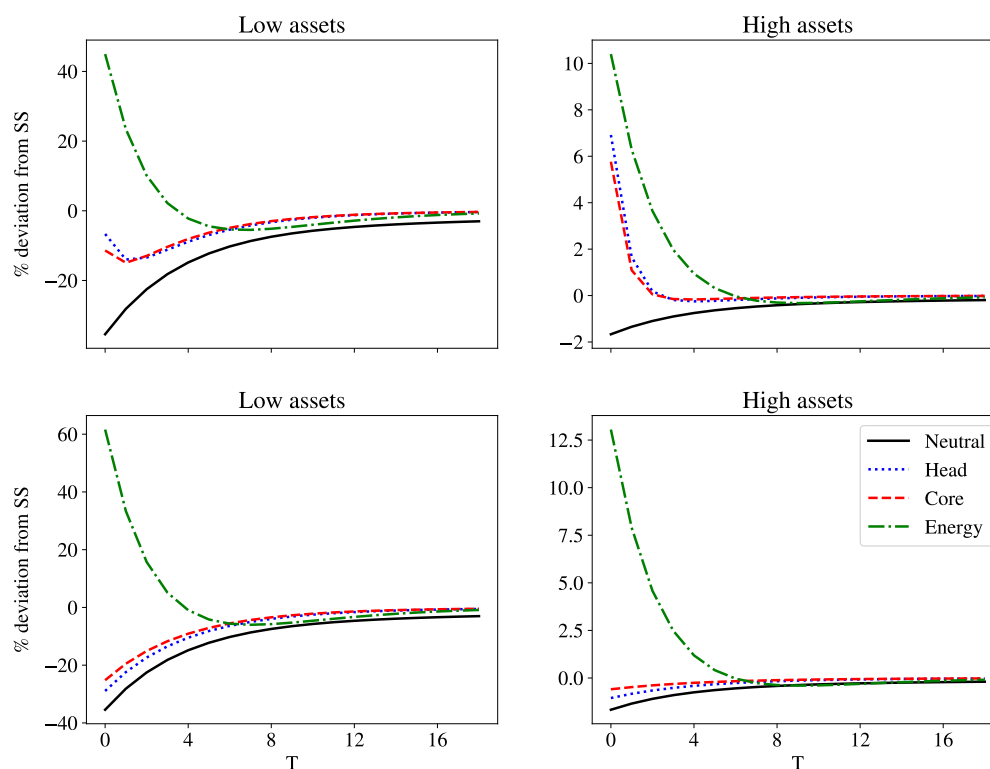 Low assets
High assets
% deviation from SS
40
20
0
−20
10
8
6
4
2
0
−2
Low assets
High assets
% deviation from SS
60
40
20
0
−20
−40
12.5
10.0
7.5
5.0
2.5
0.0
Neutral
Head
Core
Energy
0 4 8 12 16
0 4 8 12 16
T
T